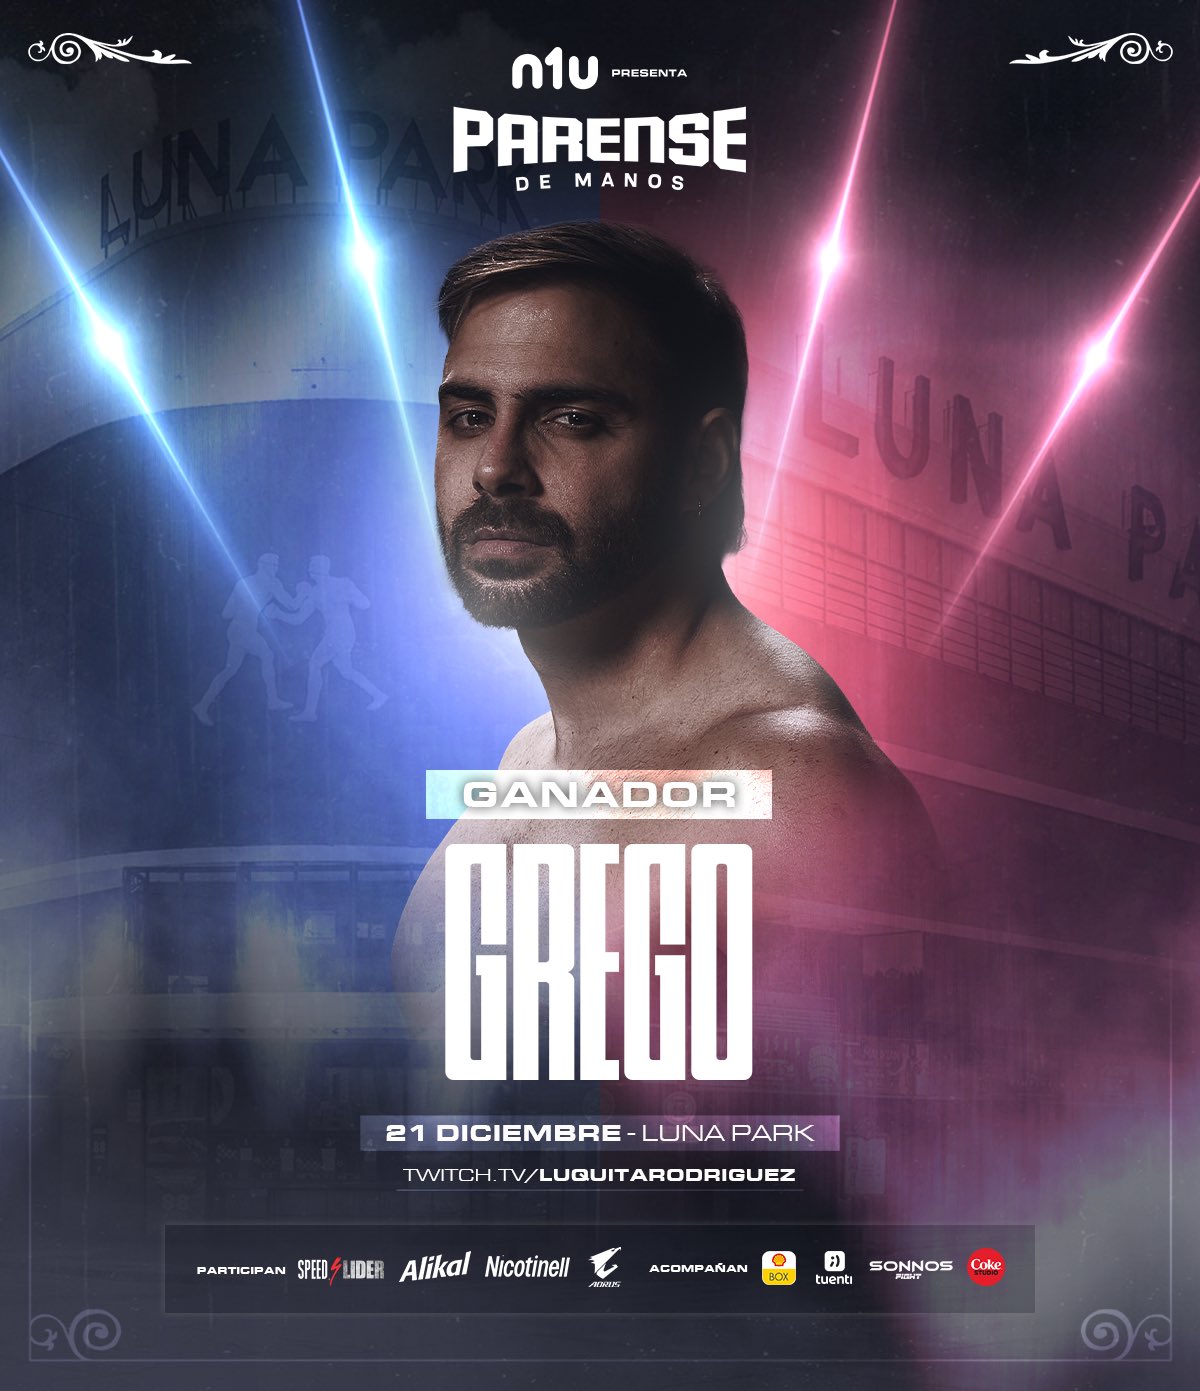 n1u PRESENTA
PARENSE
DE MANOS
LUNA PARK
LUNA PA
GANADOR
GREGO
21 DICIEMBRE - LUNA PARK
TWITCH.TV/LUQUITARODRIGUEZ
PARTICIPAN SPEED LIDER Alikal Nicotinell AORUS ACOMPAÑAN BOX tuenti SONNOS FIGHT Coke STUDIO